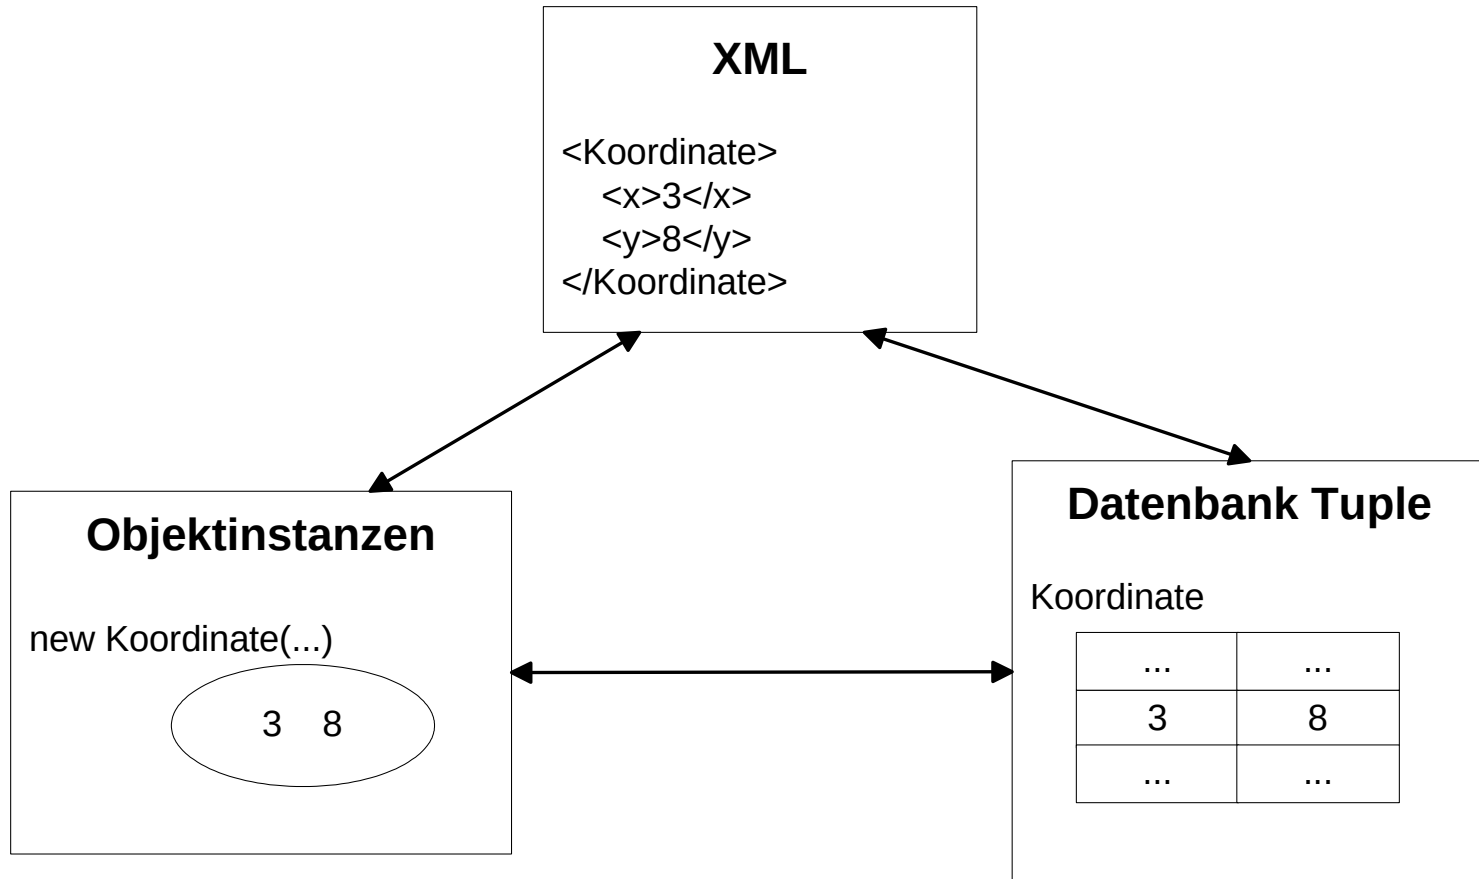 XML
<Koordinate>
<x>3</x>
<y>8</y>
</Koordinate>
Objektinstanzen
new Koordinate(...)
3 8
Datenbank Tuple
Koordinate
... ...
3 8
... ...